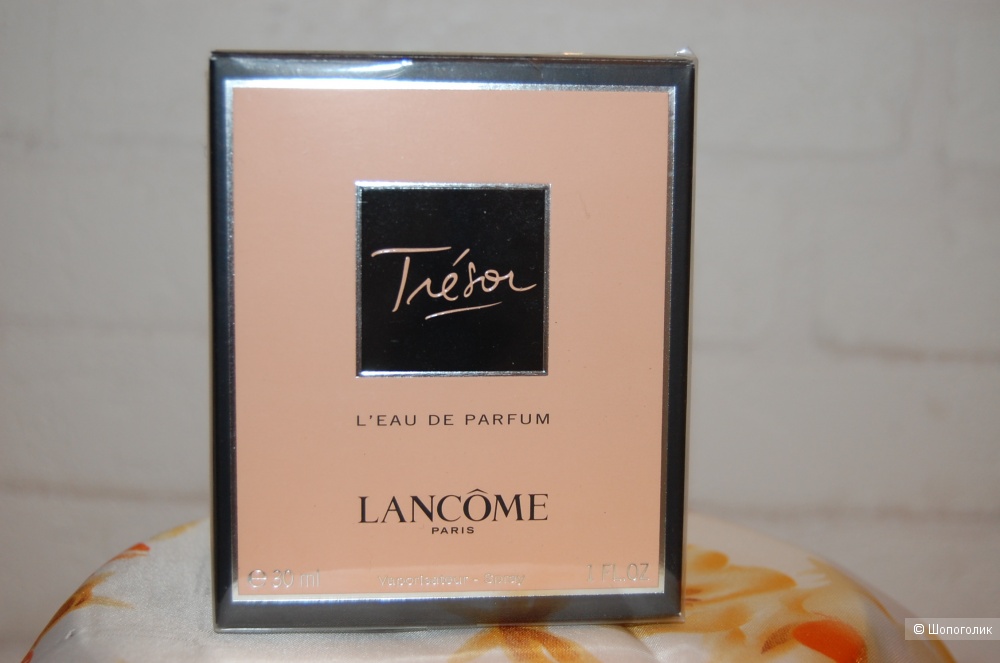 Trésor
L'EAU DE PARFUM
LANCÔME
PARIS
℮ 30 ml Vaporisateur - Spray 1 FL.OZ.
© Шопоголик